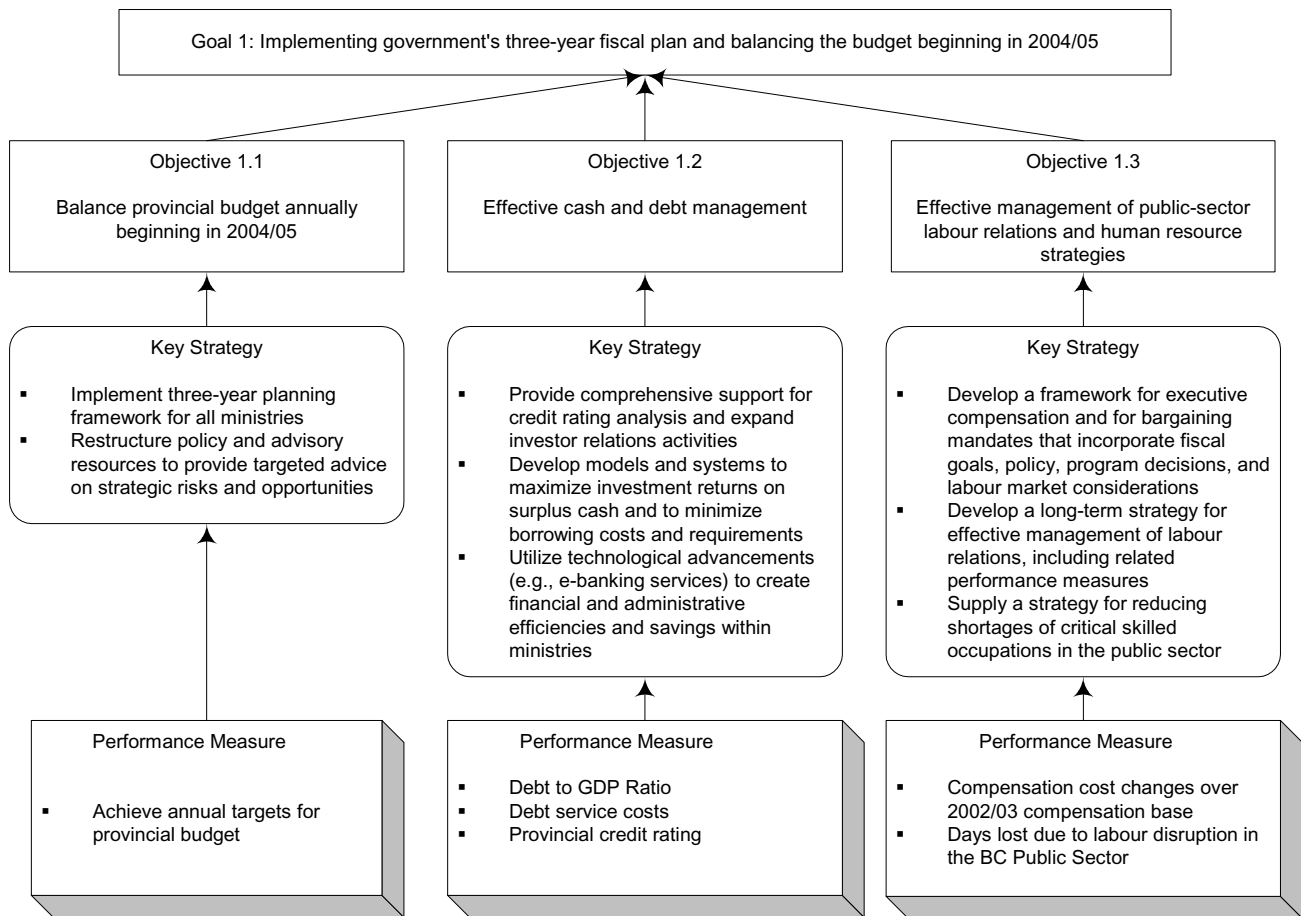 Goal 1: Implementing government's three-year fiscal plan and balancing the budget beginning in 2004/05
Objective 1.1
Balance provincial budget annually
beginning in 2004/05
Objective 1.2
Effective cash and debt management
Objective 1.3
Effective management of public-sector
labour relations and human resource
strategies
Key Strategy
▪ Implement three-year planning
framework for all ministries
▪ Restructure policy and advisory
resources to provide targeted advice
on strategic risks and opportunities
Key Strategy
▪ Provide comprehensive support for
credit rating analysis and expand
investor relations activities
▪ Develop models and systems to
maximize investment returns on
surplus cash and to minimize
borrowing costs and requirements
▪ Utilize technological advancements
(e.g., e-banking services) to create
financial and administrative
efficiencies and savings within
ministries
Key Strategy
▪ Develop a framework for executive
compensation and for bargaining
mandates that incorporate fiscal
goals, policy, program decisions, and
labour market considerations
▪ Develop a long-term strategy for
effective management of labour
relations, including related
performance measures
▪ Supply a strategy for reducing
shortages of critical skilled
occupations in the public sector
Performance Measure
▪ Achieve annual targets for
provincial budget
Performance Measure
▪ Debt to GDP Ratio
▪ Debt service costs
▪ Provincial credit rating
Performance Measure
▪ Compensation cost changes over
2002/03 compensation base
▪ Days lost due to labour disruption in
the BC Public Sector